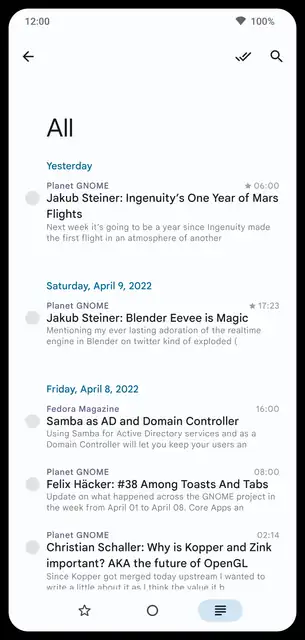 12:00
100%
All
Yesterday
Planet GNOME
06:00
Jakub Steiner: Ingenuity's One Year of Mars
Flights
Next week it's going to be a year since Ingenuity made
the first flight in an atmosphere of another
Saturday, April 9, 2022
Planet GNOME
17:23
Jakub Steiner: Blender Eevee is Magic
Mentioning my ever lasting adoration of the realtime
engine in Blender on twitter kind of exploded (
Friday, April 8, 2022
Fedora Magazine
16:00
Samba as AD and Domain Controller
Using Samba for Active Directory services and as a
Domain Controller will let you keep your users an
Planet GNOME
08:00
Felix Häcker: #38 Among Toasts And Tabs
Update on what happened across the GNOME project in
the week from April 01 to April 08. Core Apps an
Planet GNOME
02:14
Christian Schaller: Why is Kopper and Zink
important? AKA the future of OpenGL
Since Kopper got merged today upstream I wanted to
write a little about it as I think the value it b